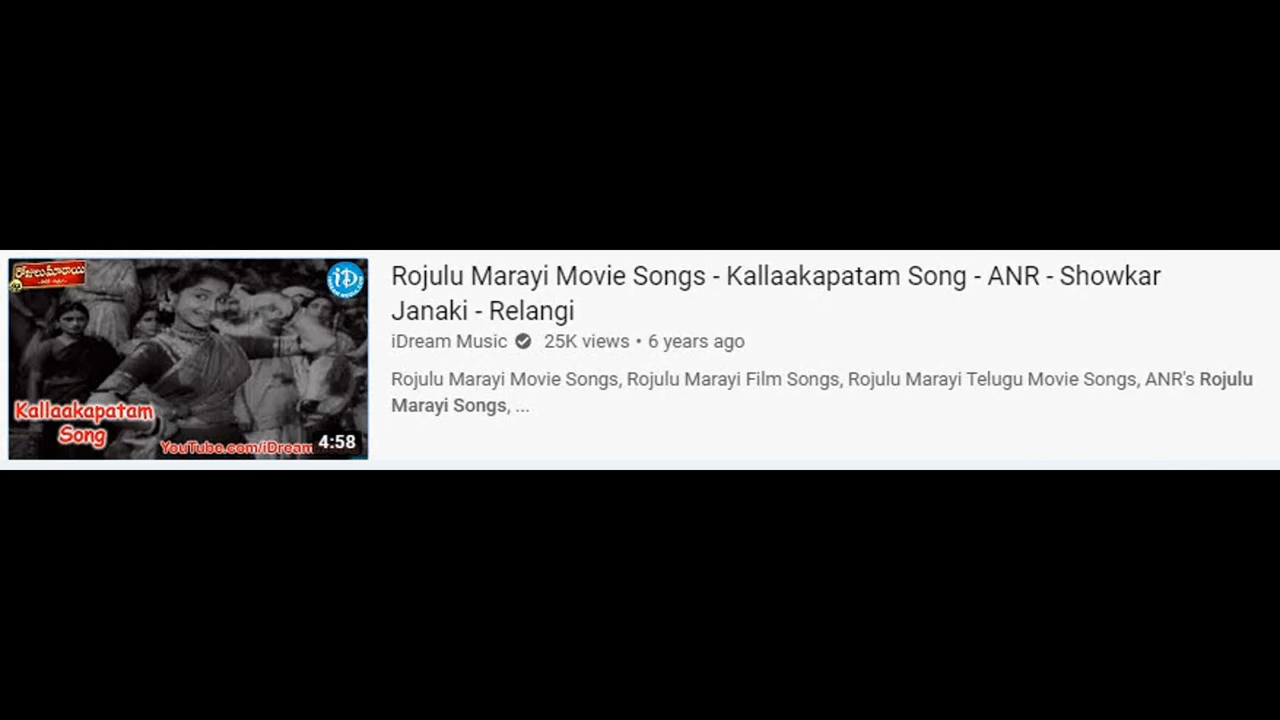 రోజులు మారాయి
iD
Kallaakapatam
Song
YouTube.com/iDream
4:58
Rojulu Marayi Movie Songs - Kallaakapatam Song - ANR - Showkar
Janaki - Relangi
iDream Music 25K views • 6 years ago
Rojulu Marayi Movie Songs, Rojulu Marayi Film Songs, Rojulu Marayi Telugu Movie Songs, ANR's Rojulu
Marayi Songs, ...